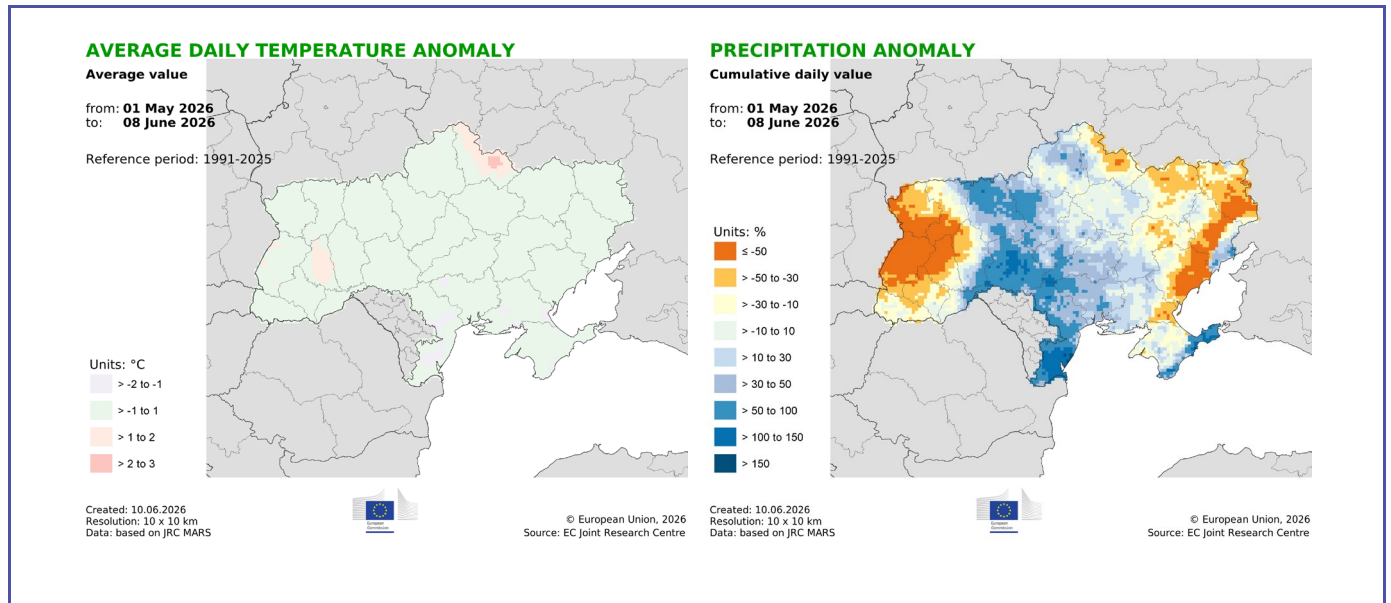 AVERAGE DAILY TEMPERATURE ANOMALY
Average value
from: 01 May 2026
to: 08 June 2026
Reference period: 1991-2025
Units: °C
> -2 to -1
> -1 to 1
> 1 to 2
> 2 to 3
Created: 10.06.2026
Resolution: 10 x 10 km
Data: based on JRC MARS
European
Commission
© European Union, 2026
Source: EC Joint Research Centre
PRECIPITATION ANOMALY
Cumulative daily value
from: 01 May 2026
to: 08 June 2026
Reference period: 1991-2025
Units: %
≤ -50
> -50 to -30
> -30 to -10
> -10 to 10
> 10 to 30
> 30 to 50
> 50 to 100
> 100 to 150
> 150
Created: 10.06.2026
Resolution: 10 x 10 km
Data: based on JRC MARS
European
Commission
© European Union, 2026
Source: EC Joint Research Centre